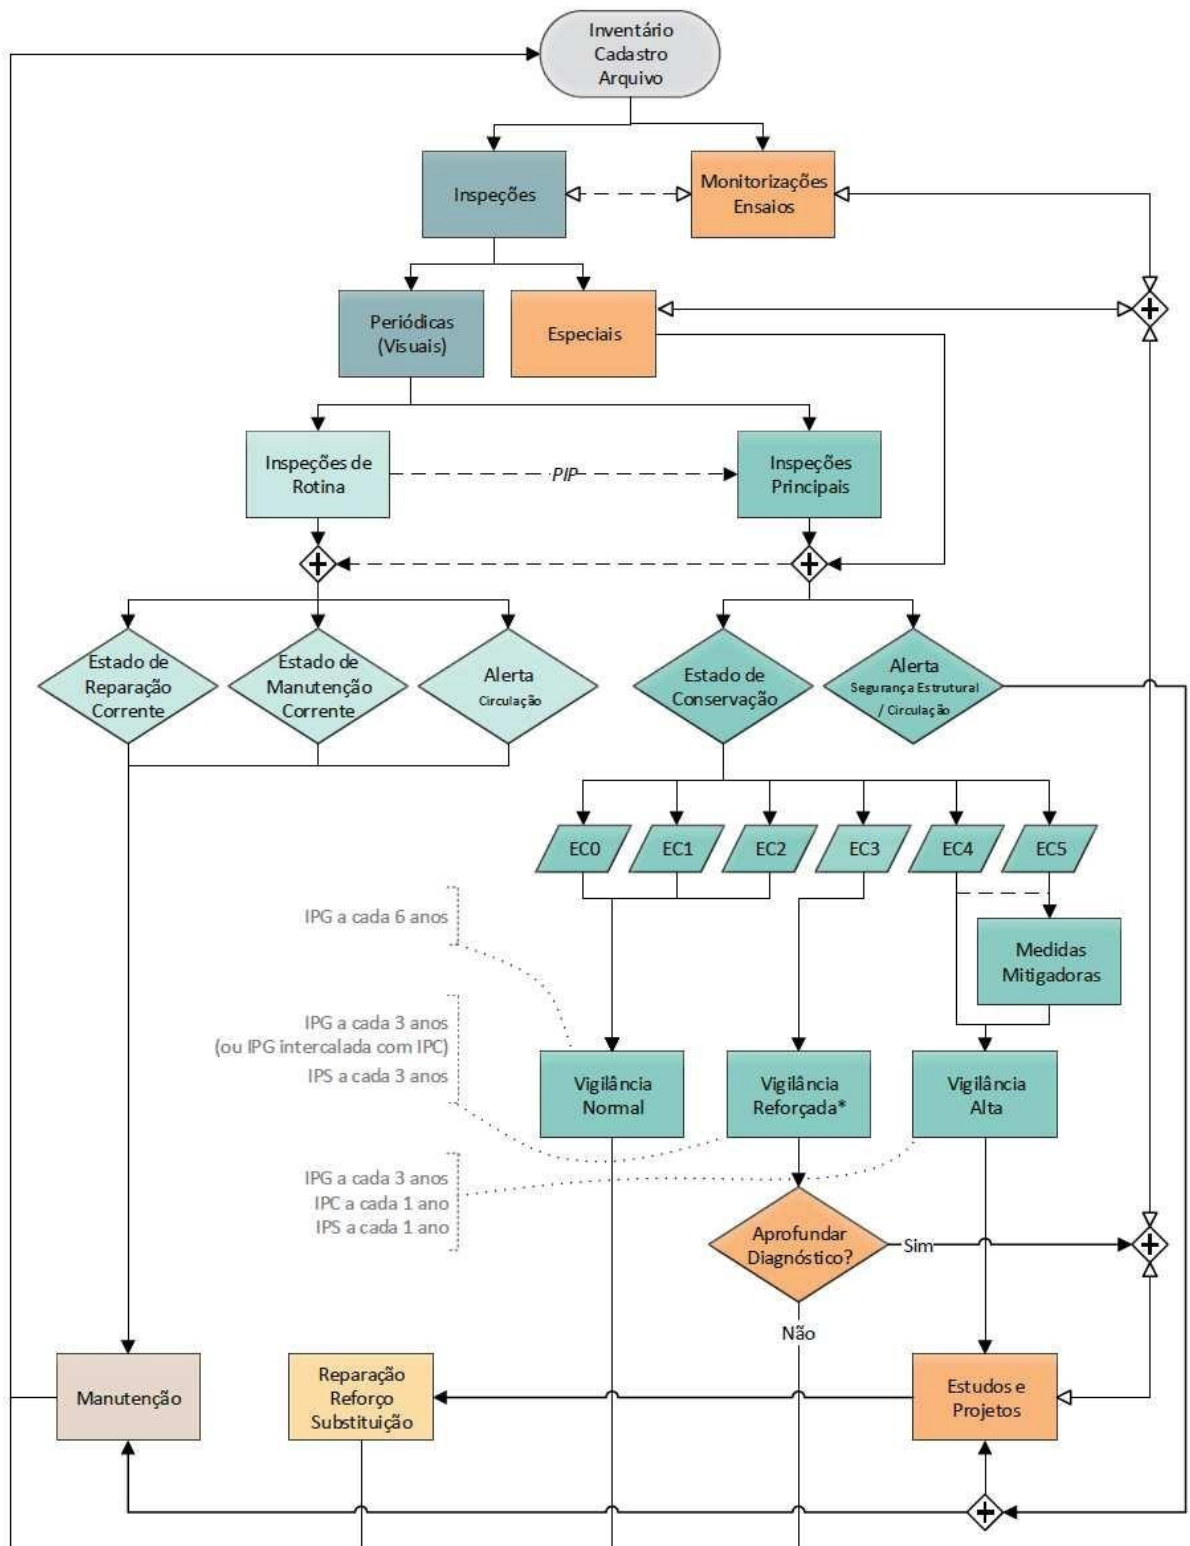 Inventário
Cadastro
Arquivo
Inspeções
Monitorizações
Ensaios
Periódicas
(Visuais)
Especiais
Inspeções de
Rotina
PIP
Inspeções
Principais
Estado de
Reparação
Corrente
Estado de
Manutenção
Corrente
Alerta
Circulação
Estado de
Conservação
Alerta
Segurança Estrutural
/ Circulação
EC0
EC1
EC2
EC3
EC4
EC5
IPG a cada 6 anos
Medidas
Mitigadoras
IPG a cada 3 anos
(ou IPG intercalada com IPC)
IPS a cada 3 anos
Vigilância
Normal
Vigilância
Reforçada*
Vigilância
Alta
IPG a cada 3 anos
IPC a cada 1 ano
IPS a cada 1 ano
Aprofundar
Diagnóstico?
Sim
Não
Manutenção
Reparação
Reforço
Substituição
Estudos e
Projetos